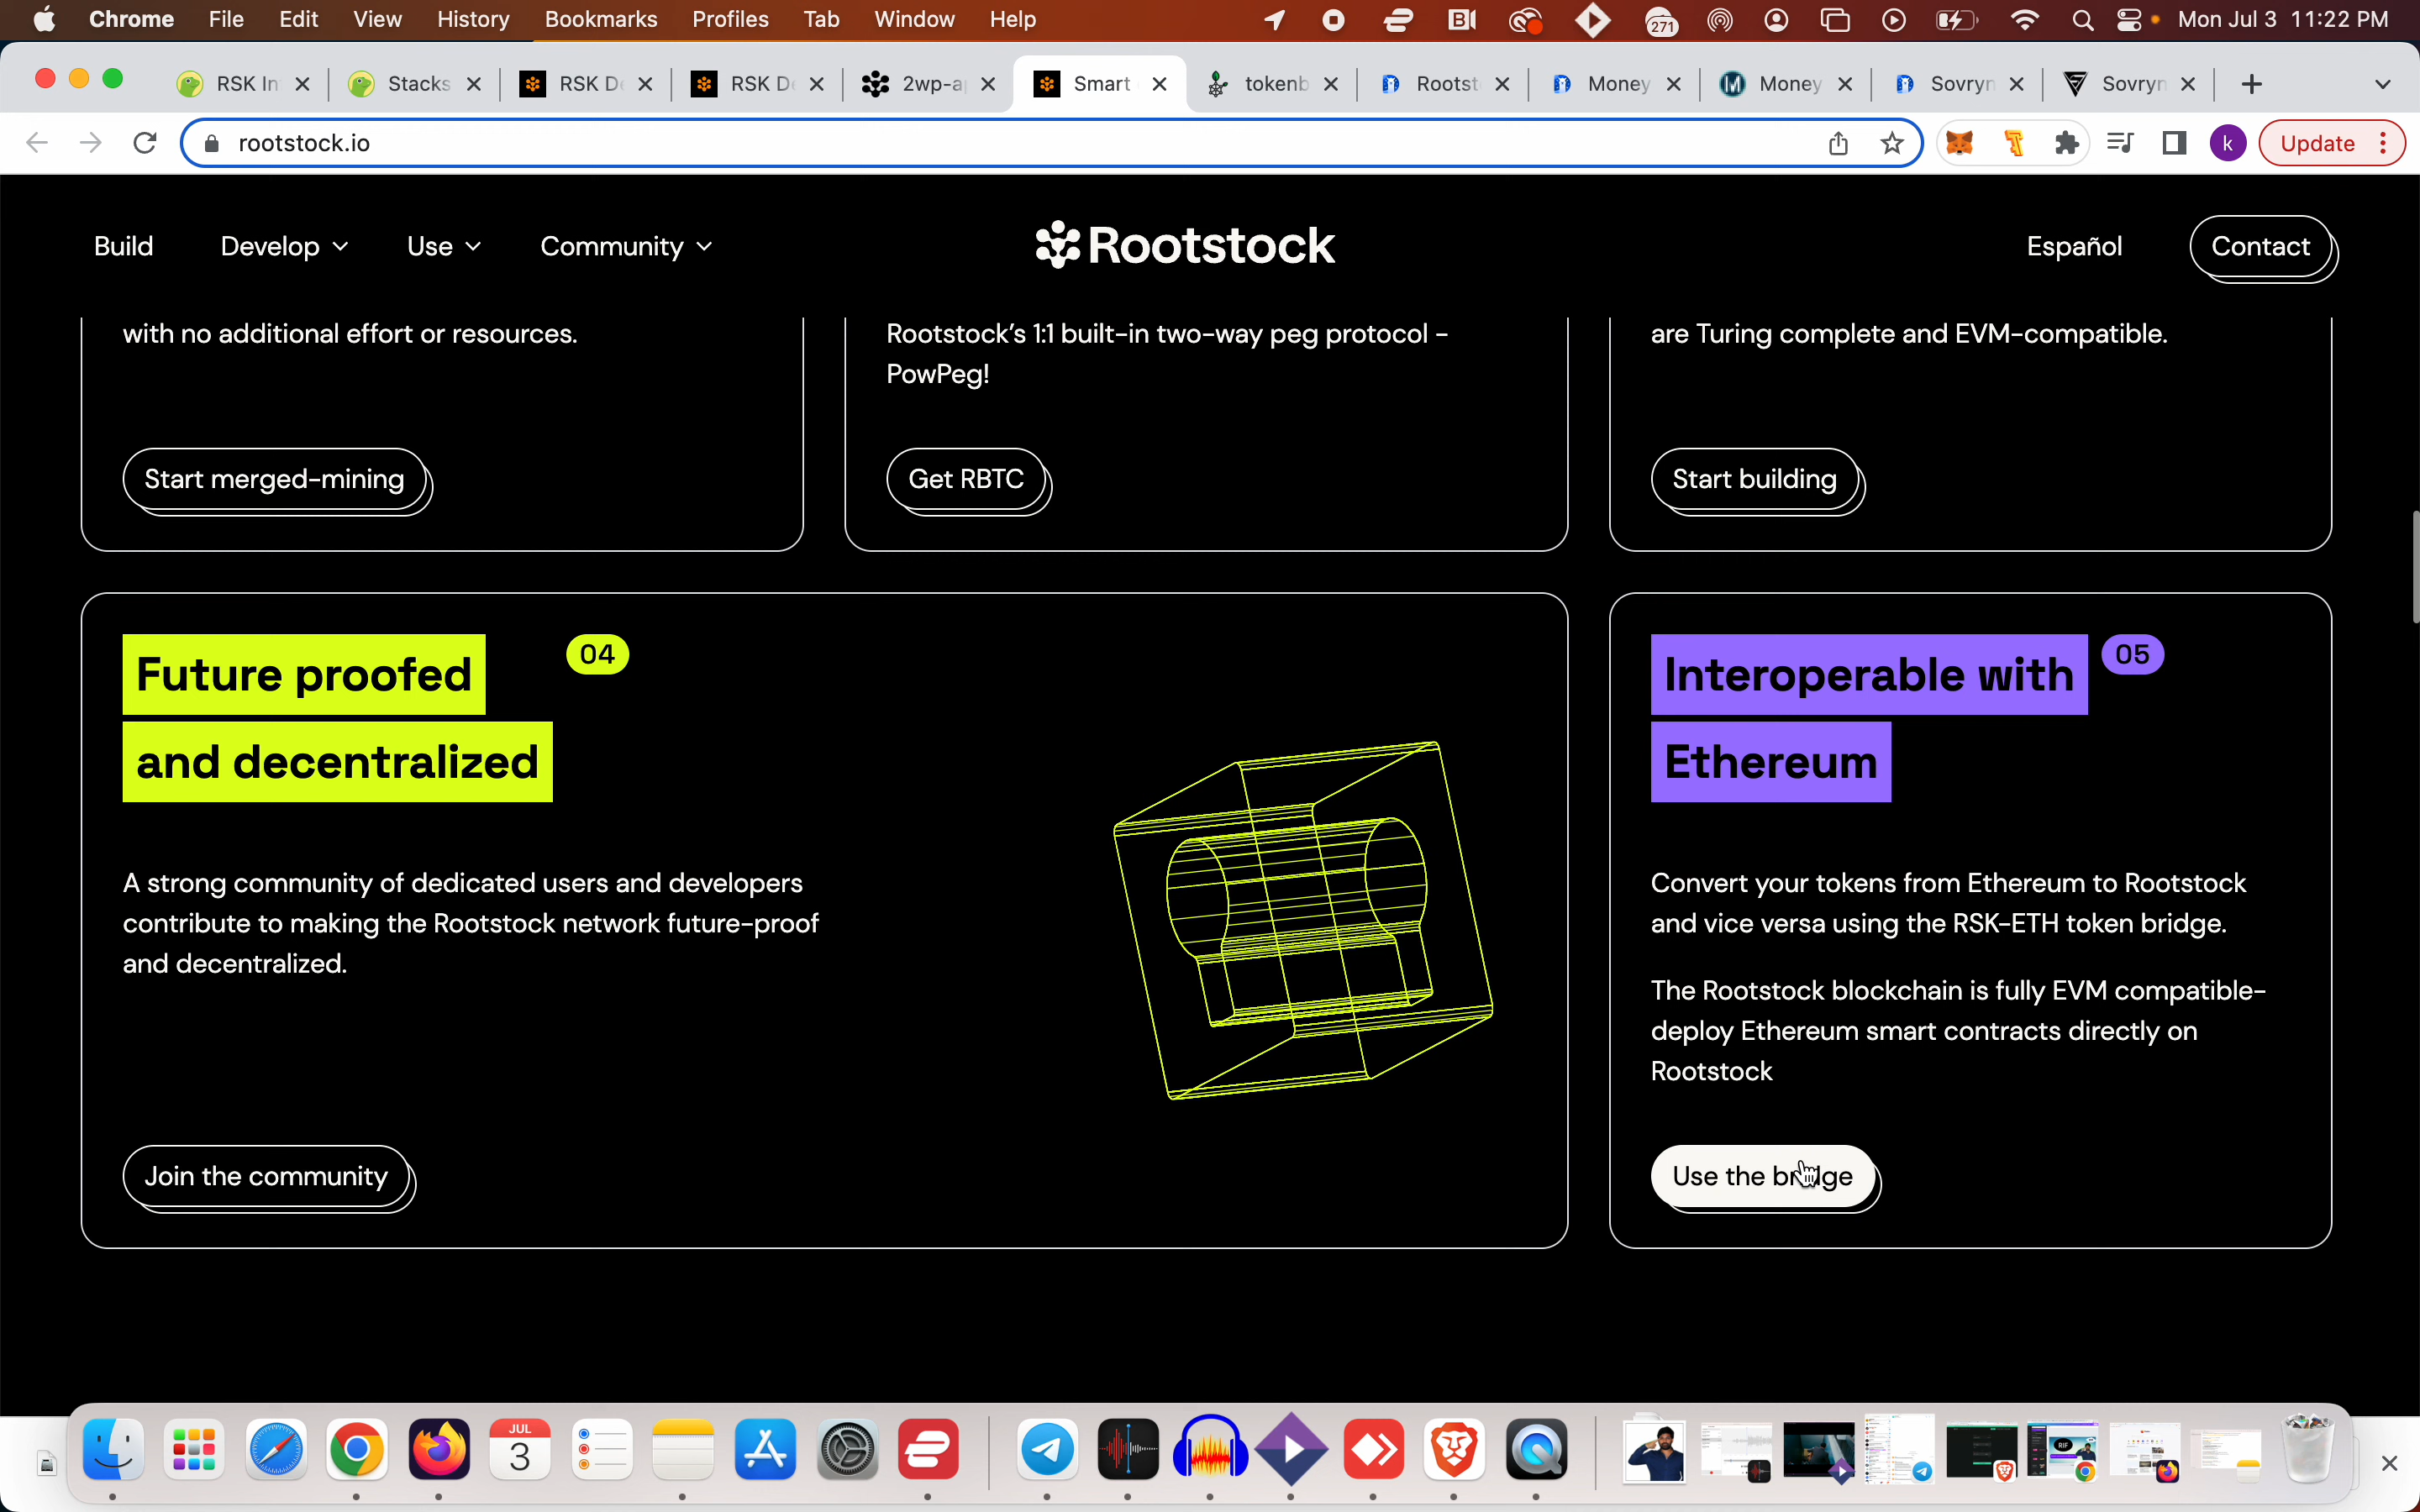 Chrome File Edit View History Bookmarks Profiles Tab Window Help 271 Mon Jul 3 11:22 PM
RSK In Stacks RSK De RSK De 2wp-a Smart tokenb Rootst Money Money Sovryn Sovryn
rootstock.io k Update
Build Develop Use Community Rootstock Español Contact
with no additional effort or resources.
Rootstock's 1:1 built-in two-way peg protocol –
PowPeg!
are Turing complete and EVM-compatible.
Start merged-mining
Get RBTC
Start building
Future proofed 04
and decentralized
A strong community of dedicated users and developers
contribute to making the Rootstock network future-proof
and decentralized.
Join the community
Interoperable with 05
Ethereum
Convert your tokens from Ethereum to Rootstock
and vice versa using the RSK-ETH token bridge.
The Rootstock blockchain is fully EVM compatible-
deploy Ethereum smart contracts directly on
Rootstock
Use the bridge
JUL
3
RIF